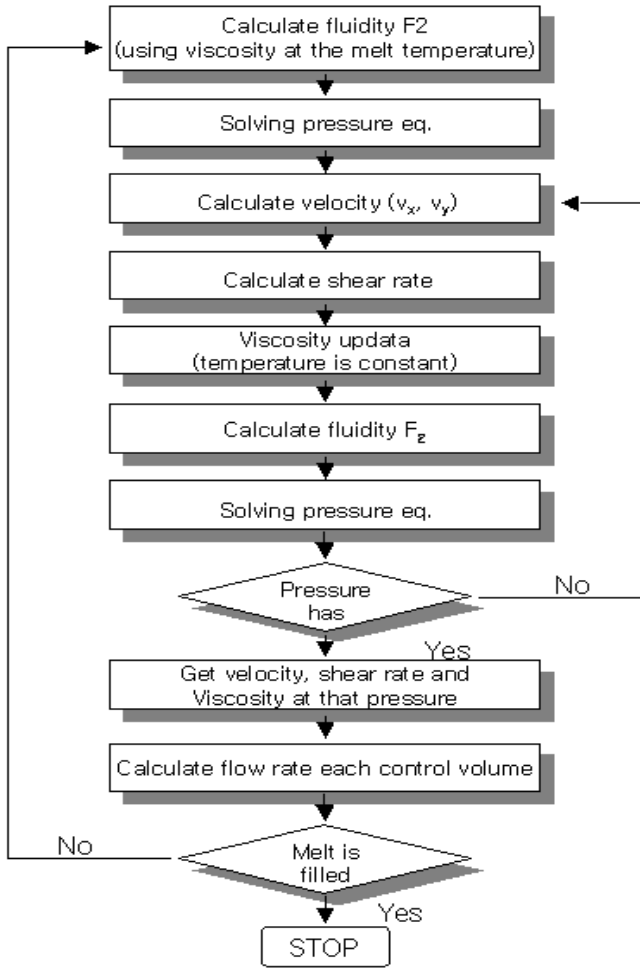 Calculate fluidity F2
(using viscosity at the melt temperature)
Solving pressure eq.
Calculate velocity (vx, vy)
Calculate shear rate
Viscosity updata
(temperature is constant)
Calculate fluidity F2
Solving pressure eq.
Pressure
has
No
Yes
Get velocity, shear rate and
Viscosity at that pressure
Calculate flow rate each control volume
No
Melt is
filled
Yes
STOP